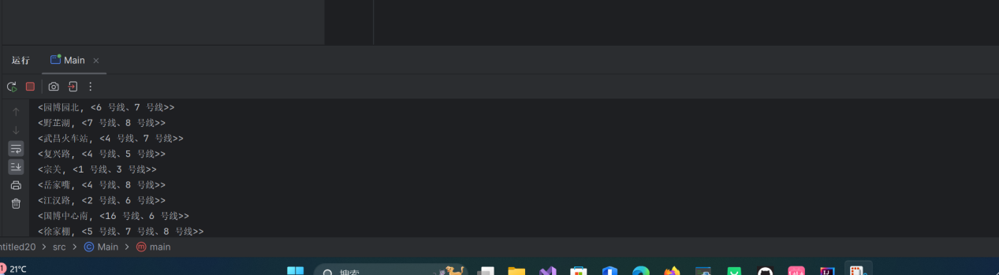 运行
Main
<园博园北, <6 号线、7 号线>>
<野芷湖, <7 号线、8 号线>>
<武昌火车站, <4 号线、7 号线>>
<复兴路, <4 号线、5 号线>>
<宗关, <1 号线、3 号线>>
<岳家嘴, <4 号线、8 号线>>
<江汉路, <2 号线、6 号线>>
<国博中心南, <16 号线、6 号线>>
<徐家棚, <5 号线、7 号线、8 号线>>
ntitled20 > src > Main > main
1
21°C
搜索